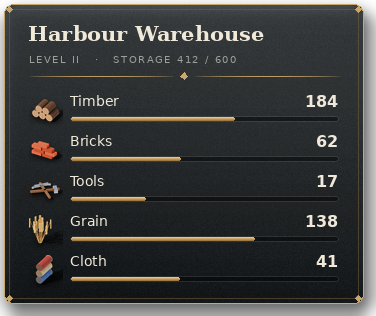 Harbour Warehouse
LEVEL II · STORAGE 412 / 600
Timber 184
Bricks 62
Tools 17
Grain 138
Cloth 41